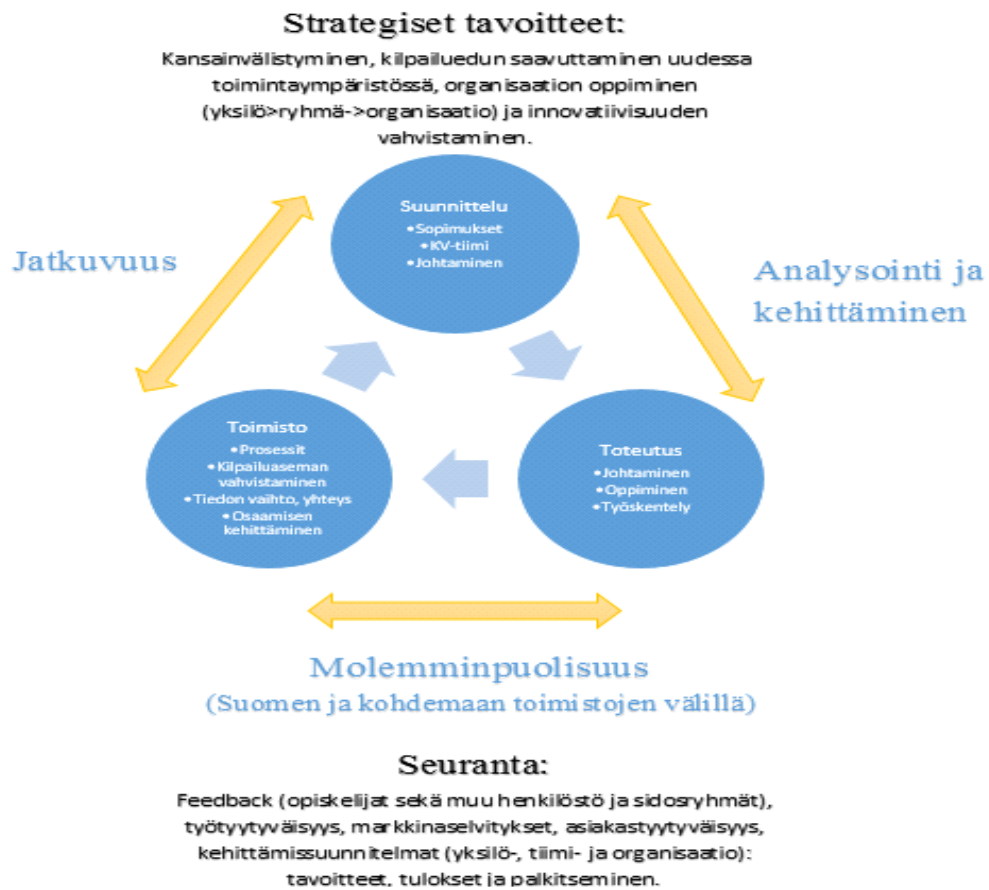 Strategiset tavoitteet:
Kansainvälistyminen, kilpailuedun saavuttaminen uudessa
toimintaympäristössä, organisaation oppiminen
(yksilö>ryhmä->organisaatio) ja innovatiivisuuden
vahvistaminen.
Suunnittelu
•Sopimukset
•KV-tiimi
•Johtaminen
Jatkuvuus
Analysointi ja
kehittäminen
Toimisto
•Prosessit
•Kilpailuaseman
vahvistaminen
•Tiedon vaihto, yhteys
•Osaamisen
kehittäminen
Toteutus
•Johtaminen
•Oppiminen
•Työskentely
Molemminpuolisuus
(Suomen ja kohdemaan toimistojen välillä)
Seuranta:
Feedback (opiskelijat sekä muu henkilöstö ja sidosryhmät),
työtyytyväisyys, markkinaselvitykset, asiakastyytyväisyys,
kehittämissuunnitelmat (yksilö-, tiimi- ja organisaatio):
tavoitteet, tulokset ja palkitseminen.